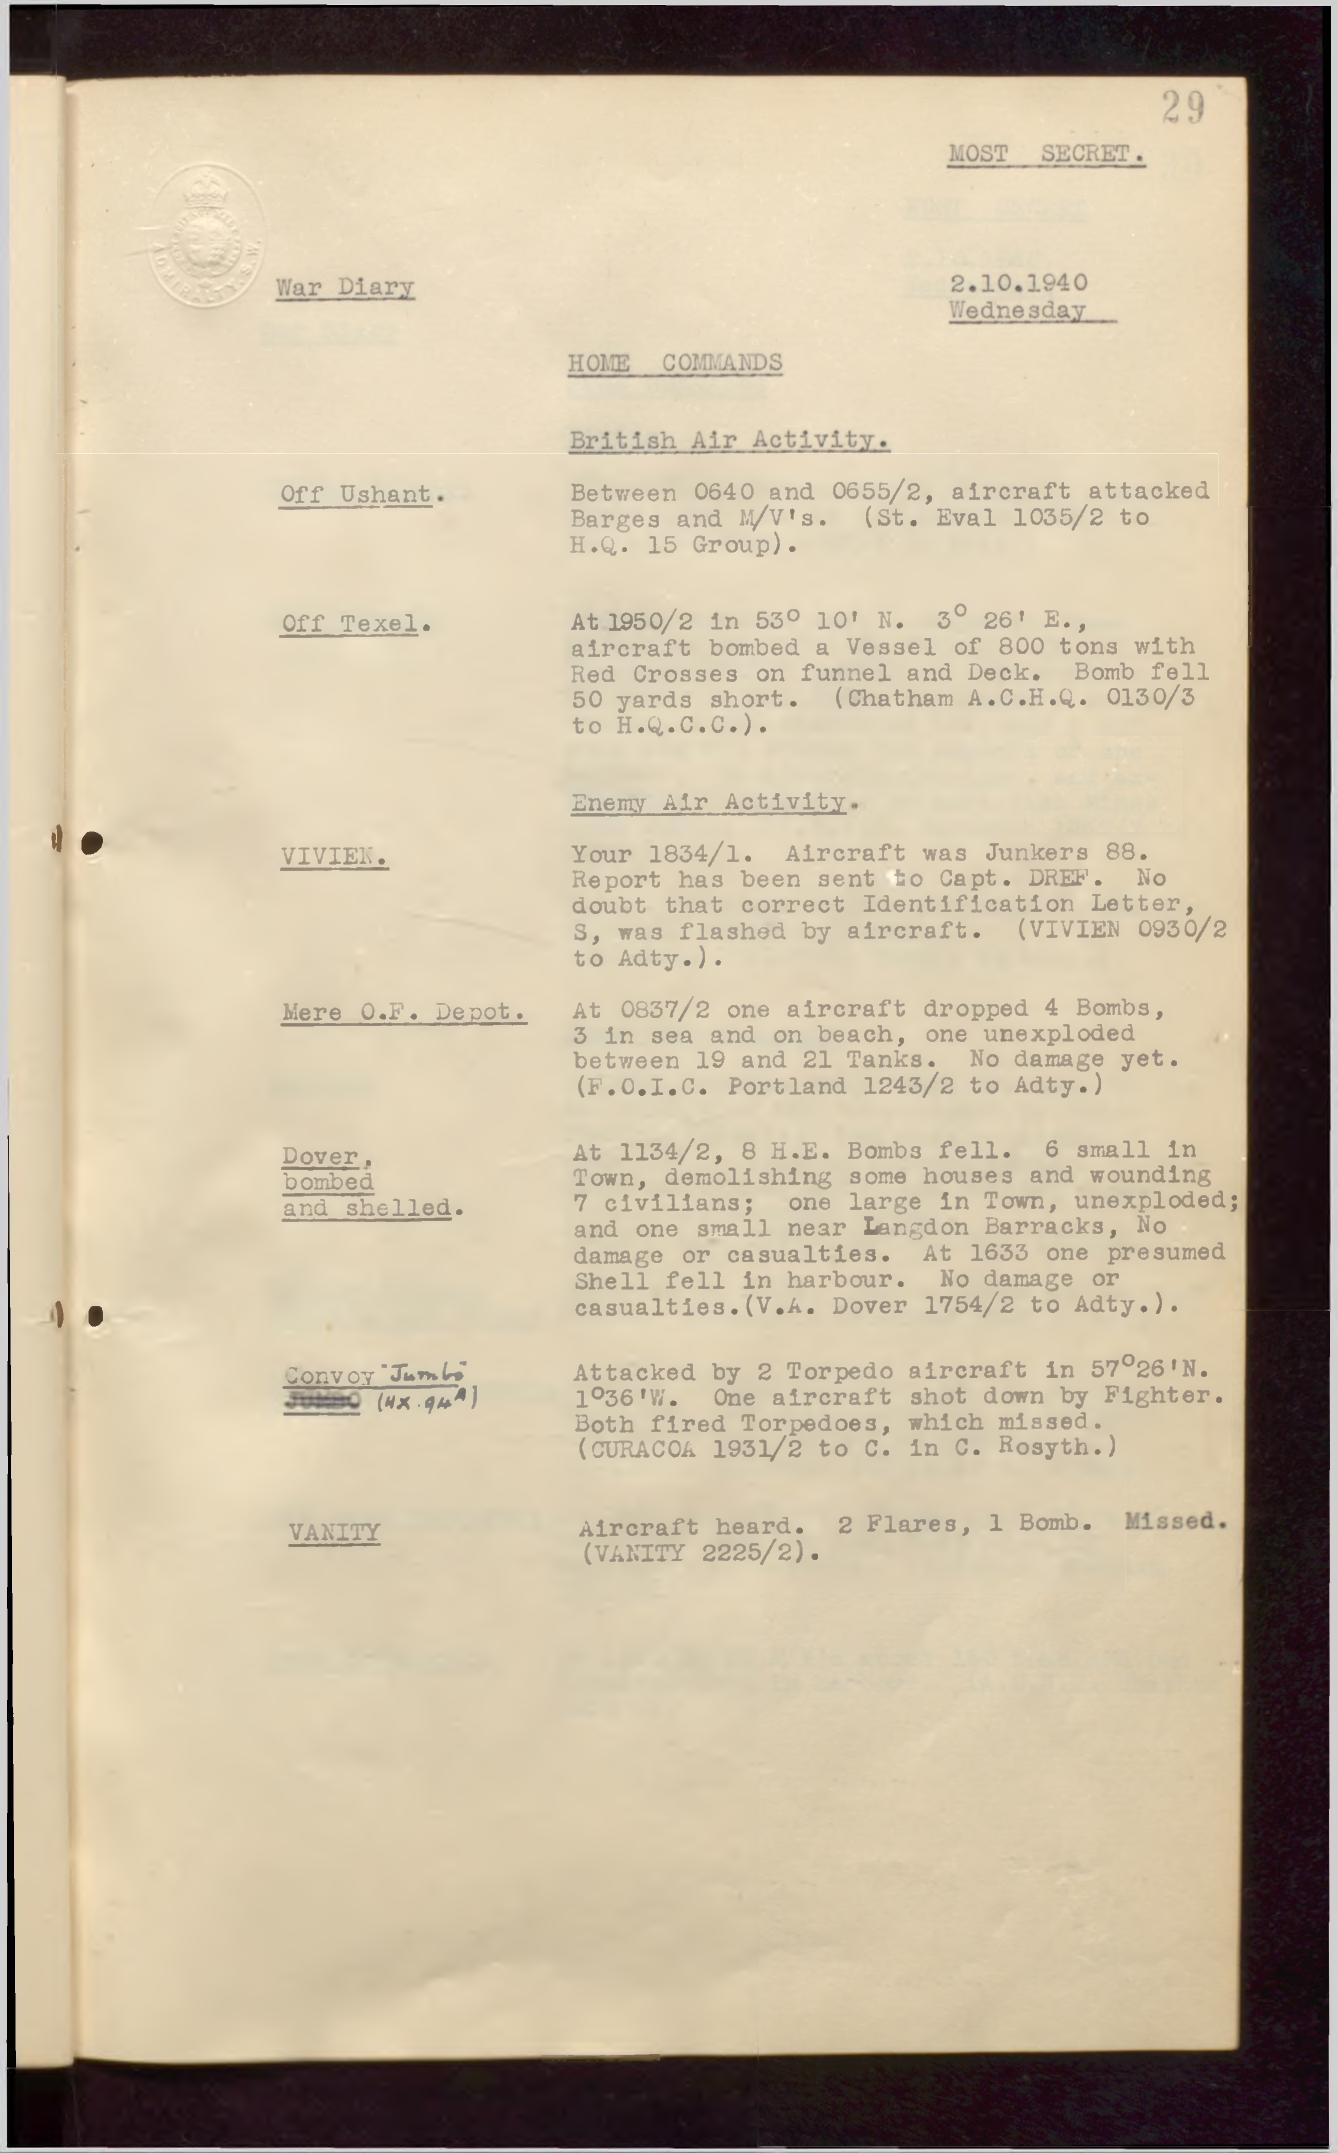 29
MOST SECRET.
ADMIRALTY.S.W.
War Diary
2.10.1940
Wednesday
HOME COMMANDS
British Air Activity.
Off Ushant.
Between 0640 and 0655/2, aircraft attacked
Barges and M/V's. (St. Eval 1035/2 to
H.Q. 15 Group).
Off Texel.
At 1950/2 in 53° 10' N. 3° 26' E.,
aircraft bombed a Vessel of 800 tons with
Red Crosses on funnel and Deck. Bomb fell
50 yards short. (Chatham A.C.H.Q. 0130/3
to H.Q.C.C.).
Enemy Air Activity.
VIVIEN.
Your 1834/1. Aircraft was Junkers 88.
Report has been sent to Capt. DREF. No
doubt that correct Identification Letter,
S, was flashed by aircraft. (VIVIEN 0930/2
to Adty.).
Mere O.F. Depot.
At 0837/2 one aircraft dropped 4 Bombs,
3 in sea and on beach, one unexploded
between 19 and 21 Tanks. No damage yet.
(F.O.I.C. Portland 1243/2 to Adty.)
Dover,
bombed
and shelled.
At 1134/2, 8 H.E. Bombs fell. 6 small in
Town, demolishing some houses and wounding
7 civilians; one large in Town, unexploded;
and one small near Langdon Barracks, No
damage or casualties. At 1633 one presumed
Shell fell in harbour. No damage or
casualties.(V.A. Dover 1754/2 to Adty.).
Convoy "Jumbo"
JUMBO (HX.94A)
Attacked by 2 Torpedo aircraft in 57°26'N.
1°36'W. One aircraft shot down by Fighter.
Both fired Torpedoes, which missed.
(CURACOA 1931/2 to C. in C. Rosyth.)
VANITY
Aircraft heard. 2 Flares, 1 Bomb. Missed.
(VANITY 2225/2).